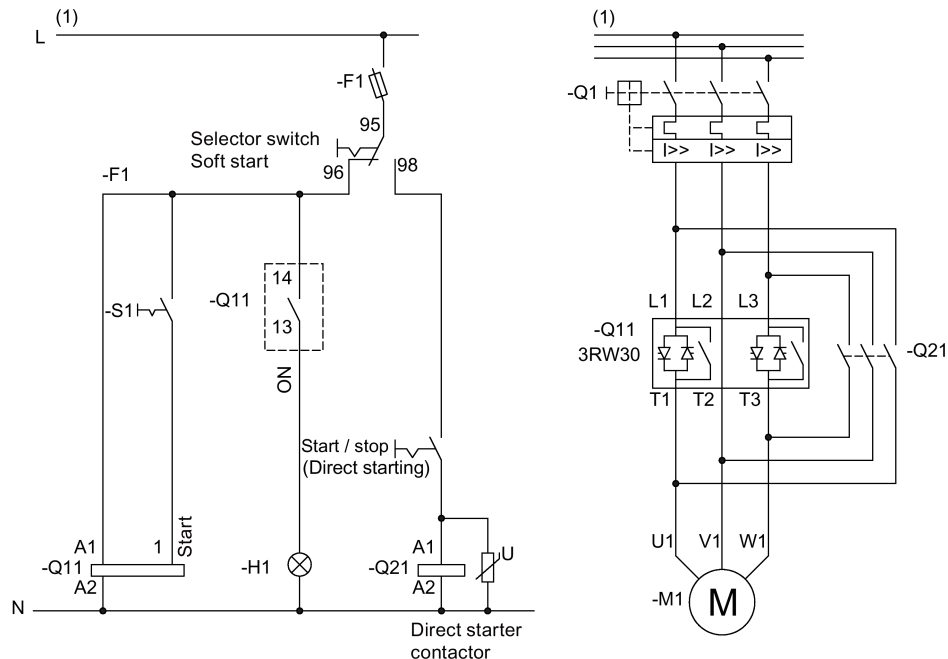 (1)
L
-F1
95
Selector switch
Soft start
96
98
-F1
14
-S1
-Q11
13
ON
Start / stop
(Direct starting)
A1
1
Start
-Q11
A2
-H1
A1
-Q21
A2
U
N
Direct starter
contactor
(1)
-Q1
I>> I>> I>>
L1 L2 L3
-Q11
3RW30
-Q21
T1 T2 T3
U1 V1 W1
-M1
M